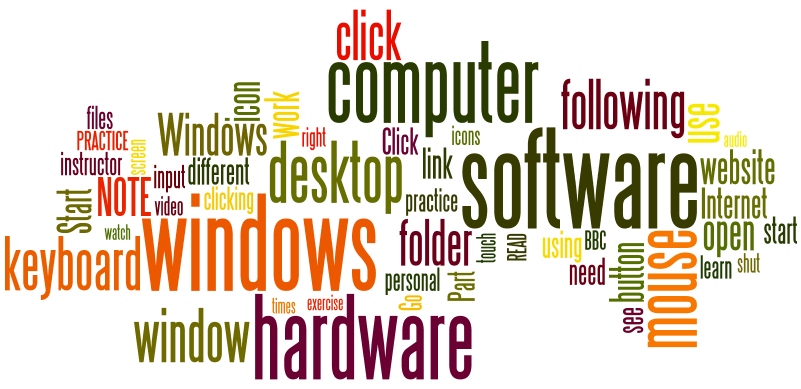 click
computer
following
icon
work
use
files
PRACTICE
Windows
right
Click
icons
audio
screen
instructor
input
different
desktop
link
software
website
Start
NOTE
video
clicking
practice
Internet
watch
windows
folder
touch
READ
using
BBC
open
start
keyboard
personal
Part
need
button
mouse
learn
shut
window
times
exercise
hardware
Go
see